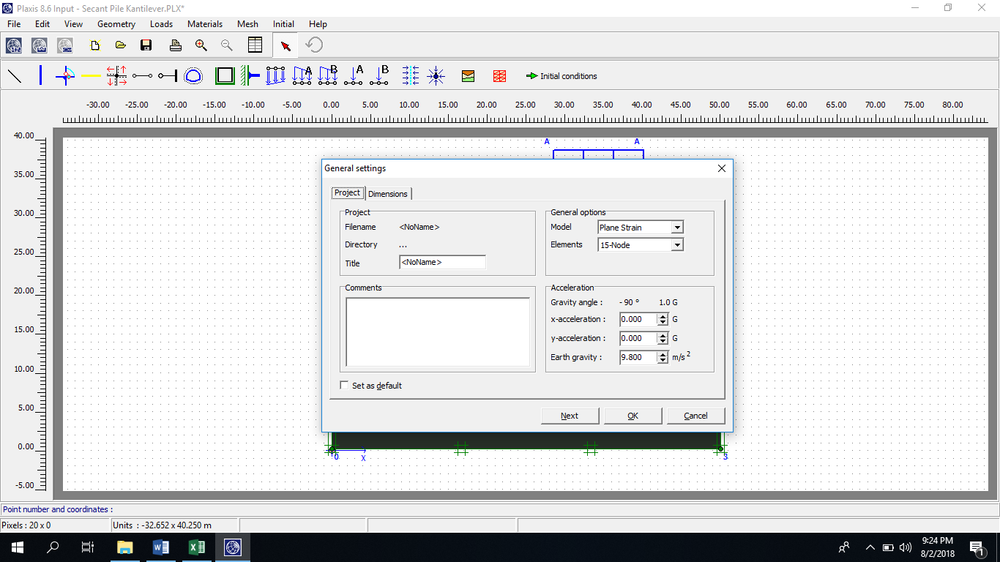 Plaxis 8.6 Input - Secant Pile Kantilever.PLX*
File Edit View Geometry Loads Materials Mesh Initial Help
A B A B Initial conditions
-30.00 -25.00 -20.00 -15.00 -10.00 -5.00 0.00 5.00 10.00 15.00 20.00 25.00 30.00 35.00 40.00 45.00 50.00 55.00 60.00 65.00 70.00 75.00 80.00
40.00
A A
35.00
General settings
Project Dimensions
30.00
Project General options
Filename <NoName> Model Plane Strain
Directory ... Elements 15-Node
25.00
Title <NoName>
20.00
Comments Acceleration
Gravity angle : - 90 ° 1.0 G
x-acceleration : 0.000 G
15.00
y-acceleration : 0.000 G
Earth gravity : 9.800 m/s 2
10.00
Set as default
5.00
Next OK Cancel
0.00
0 X 3
-5.00
Point number and coordinates :
Pixels : 20 x 0 Units : -32.652 x 40.250 m
9:24 PM
8/2/2018
1